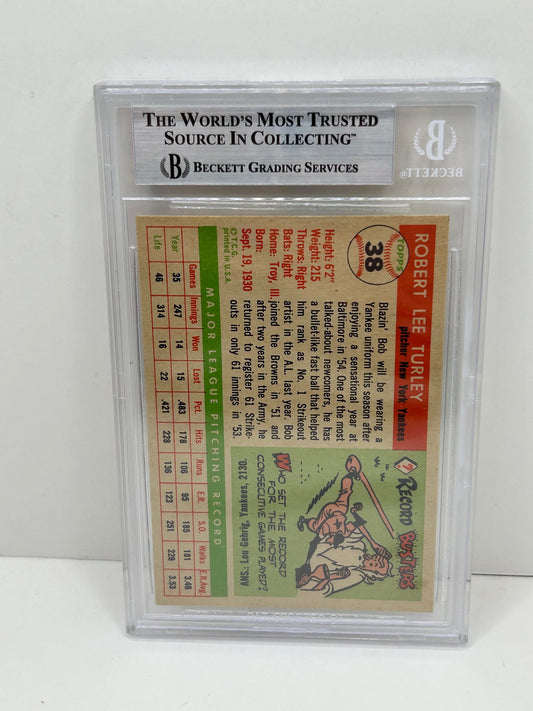 THE WORLD'S MOST TRUSTED
SOURCE IN COLLECTING™
B BECKETT GRADING SERVICES
B
BECKETT
TOPPS
38
ROBERT LEE TURLEY
pitcher New York Yankees
Height: 6'2"
Weight: 215
Throws: Right
Bats: Right
Home: Troy, Ill.
Born:
Sept. 19, 1930
© T.C.G.
printed in U.S.A.
Blazin' Bob will be wearing a
Yankee uniform this season after
enjoying a sensational year at
Baltimore in '54. One of the most
talked-about newcomers, he has
a bullet-like fast ball that helped
him rank as No. 1 Strikeout
artist in the A.L. last year. Bob
joined the Browns in '51 and
after two years in the Army, he
returned to register 61 Strike-
outs in only 61 innings in '53.
? RECORD BUSTERS
WHO SET THE RECORD
FOR THE MOST
CONSECUTIVE GAMES PLAYED?
ANS.: Lou Gehrig, Yankees, 2130.
MAJOR LEAGUE PITCHING RECORD
Games Innings Won Lost Pct. Hits Runs E.R. S.O. Walks E.R.Avg.
Year 35 247 14 15 .483 178 106 95 185 181 3.46
Life 46 314 16 22 .421 228 136 123 251 228 3.53